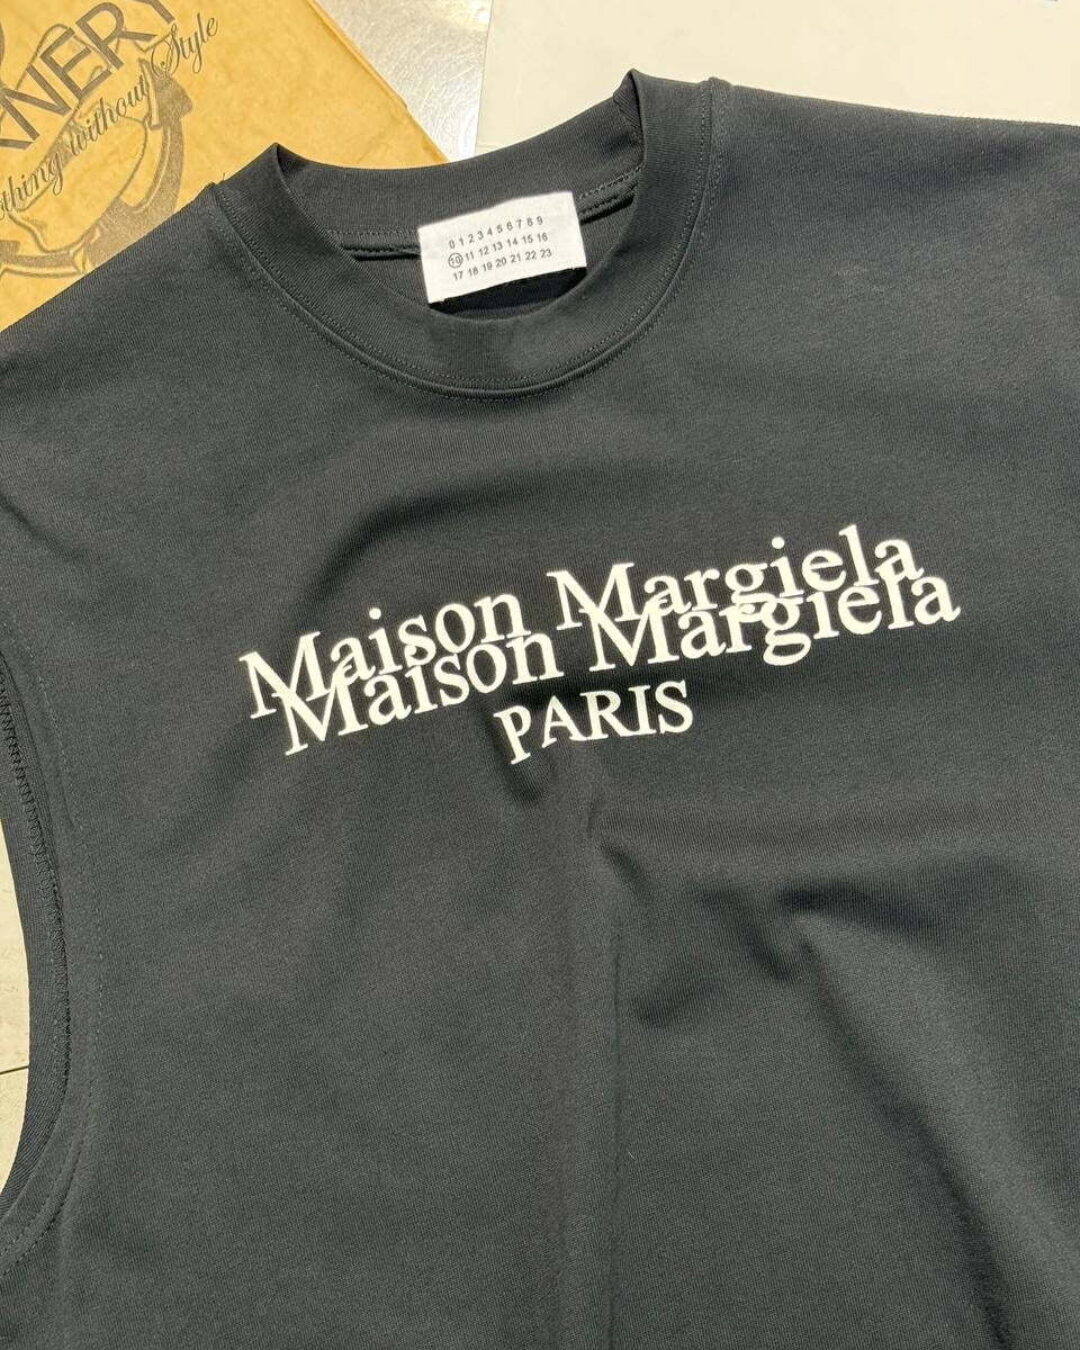 Style
without
0 1 2 3 4 5 6 7 8 9
10 11 12 13 14 15 16
17 18 19 20 21 22 23
Maison Margiela
Maison Margiela
PARIS